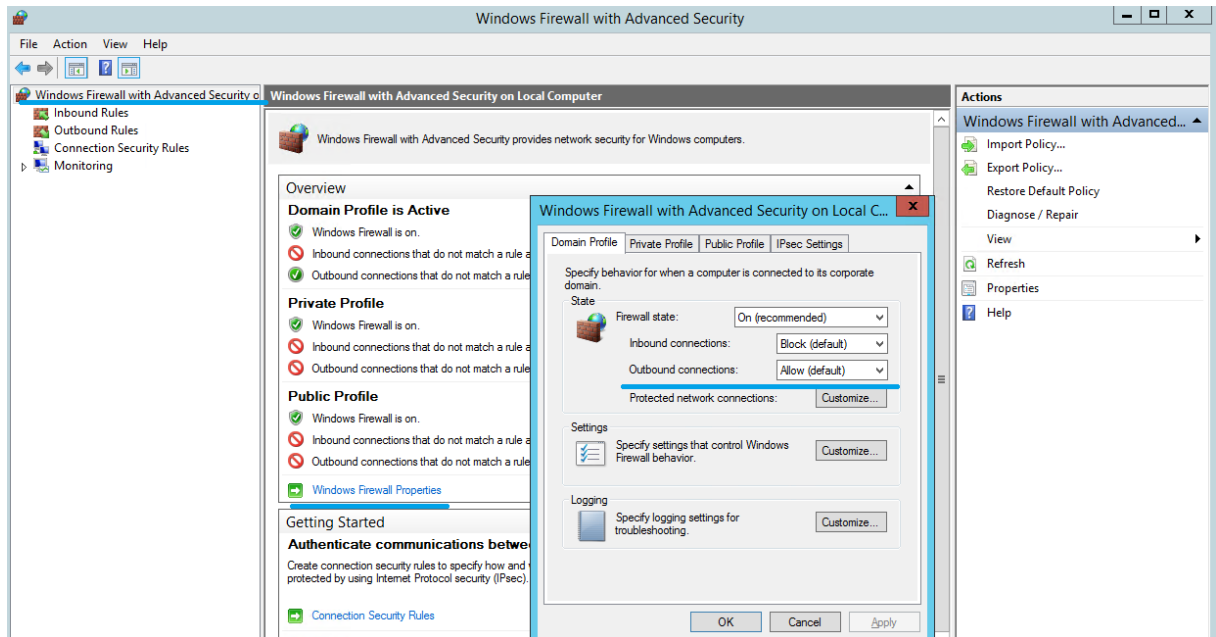 Windows Firewall with Advanced Security
File Action View Help
Windows Firewall with Advanced Security o
Inbound Rules
Outbound Rules
Connection Security Rules
Monitoring
Windows Firewall with Advanced Security on Local Computer
Windows Firewall with Advanced Security provides network security for Windows computers.
Overview
Domain Profile is Active
Windows Firewall is on.
Inbound connections that do not match a rule a
Outbound connections that do not match a rule
Private Profile
Windows Firewall is on.
Inbound connections that do not match a rule a
Outbound connections that do not match a rule
Public Profile
Windows Firewall is on.
Inbound connections that do not match a rule a
Outbound connections that do not match a rule
Windows Firewall Properties
Getting Started
Authenticate communications betwe
Create connection security rules to specify how and
protected by using Internet Protocol security (IPsec).
Connection Security Rules
Windows Firewall with Advanced Security on Local C...
Domain Profile Private Profile Public Profile IPsec Settings
Specify behavior for when a computer is connected to its corporate
domain.
State
Firewall state: On (recommended)
Inbound connections: Block (default)
Outbound connections: Allow (default)
Protected network connections: Customize...
Settings
Specify settings that control Windows
Firewall behavior.
Customize...
Logging
Specify logging settings for
troubleshooting.
Customize...
OK Cancel Apply
Actions
Windows Firewall with Advanced...
Import Policy...
Export Policy...
Restore Default Policy
Diagnose / Repair
View
Refresh
Properties
Help